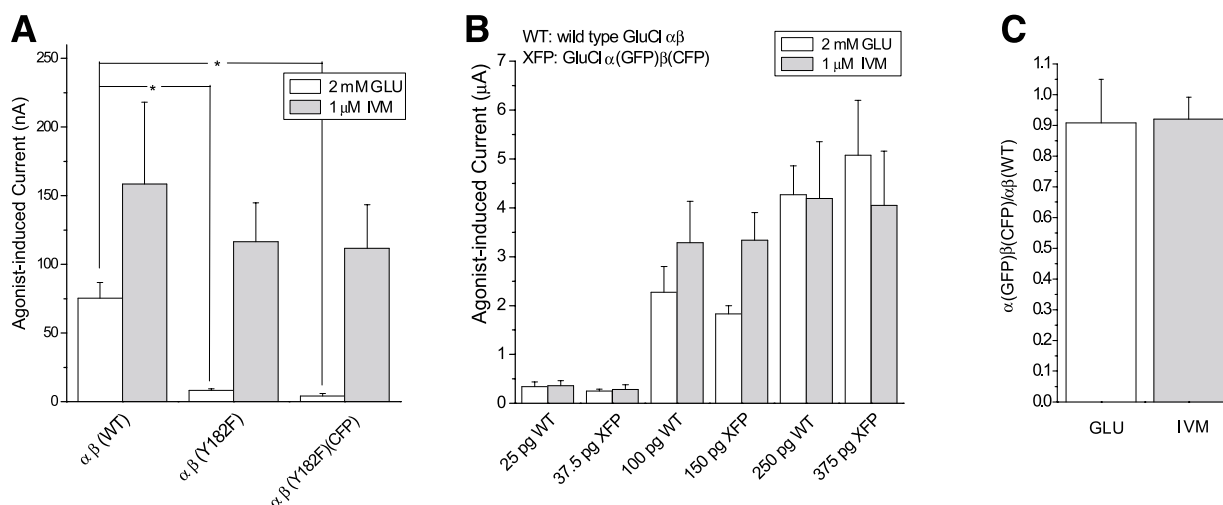 A
Agonist-induced Current (nA)
250
200
150
100
50
0
*
*
2 mM GLU
1 μM IVM
α β (WT)
α β (Y182F)
α β (Y182F)(CFP)
B
WT: wild type GluCl αβ
XFP: GluCl α(GFP)β(CFP)
Agonist-induced Current (μA)
7
6
5
4
3
2
1
0
2 mM GLU
1 μM IVM
25 pg WT
37.5 pg XFP
100 pg WT
150 pg XFP
250 pg WT
375 pg XFP
C
α(GFP)β(CFP)/αβ(WT)
1.1
1.0
0.9
0.8
0.7
0.6
0.5
0.4
0.3
0.2
0.1
0.0
GLU
IVM